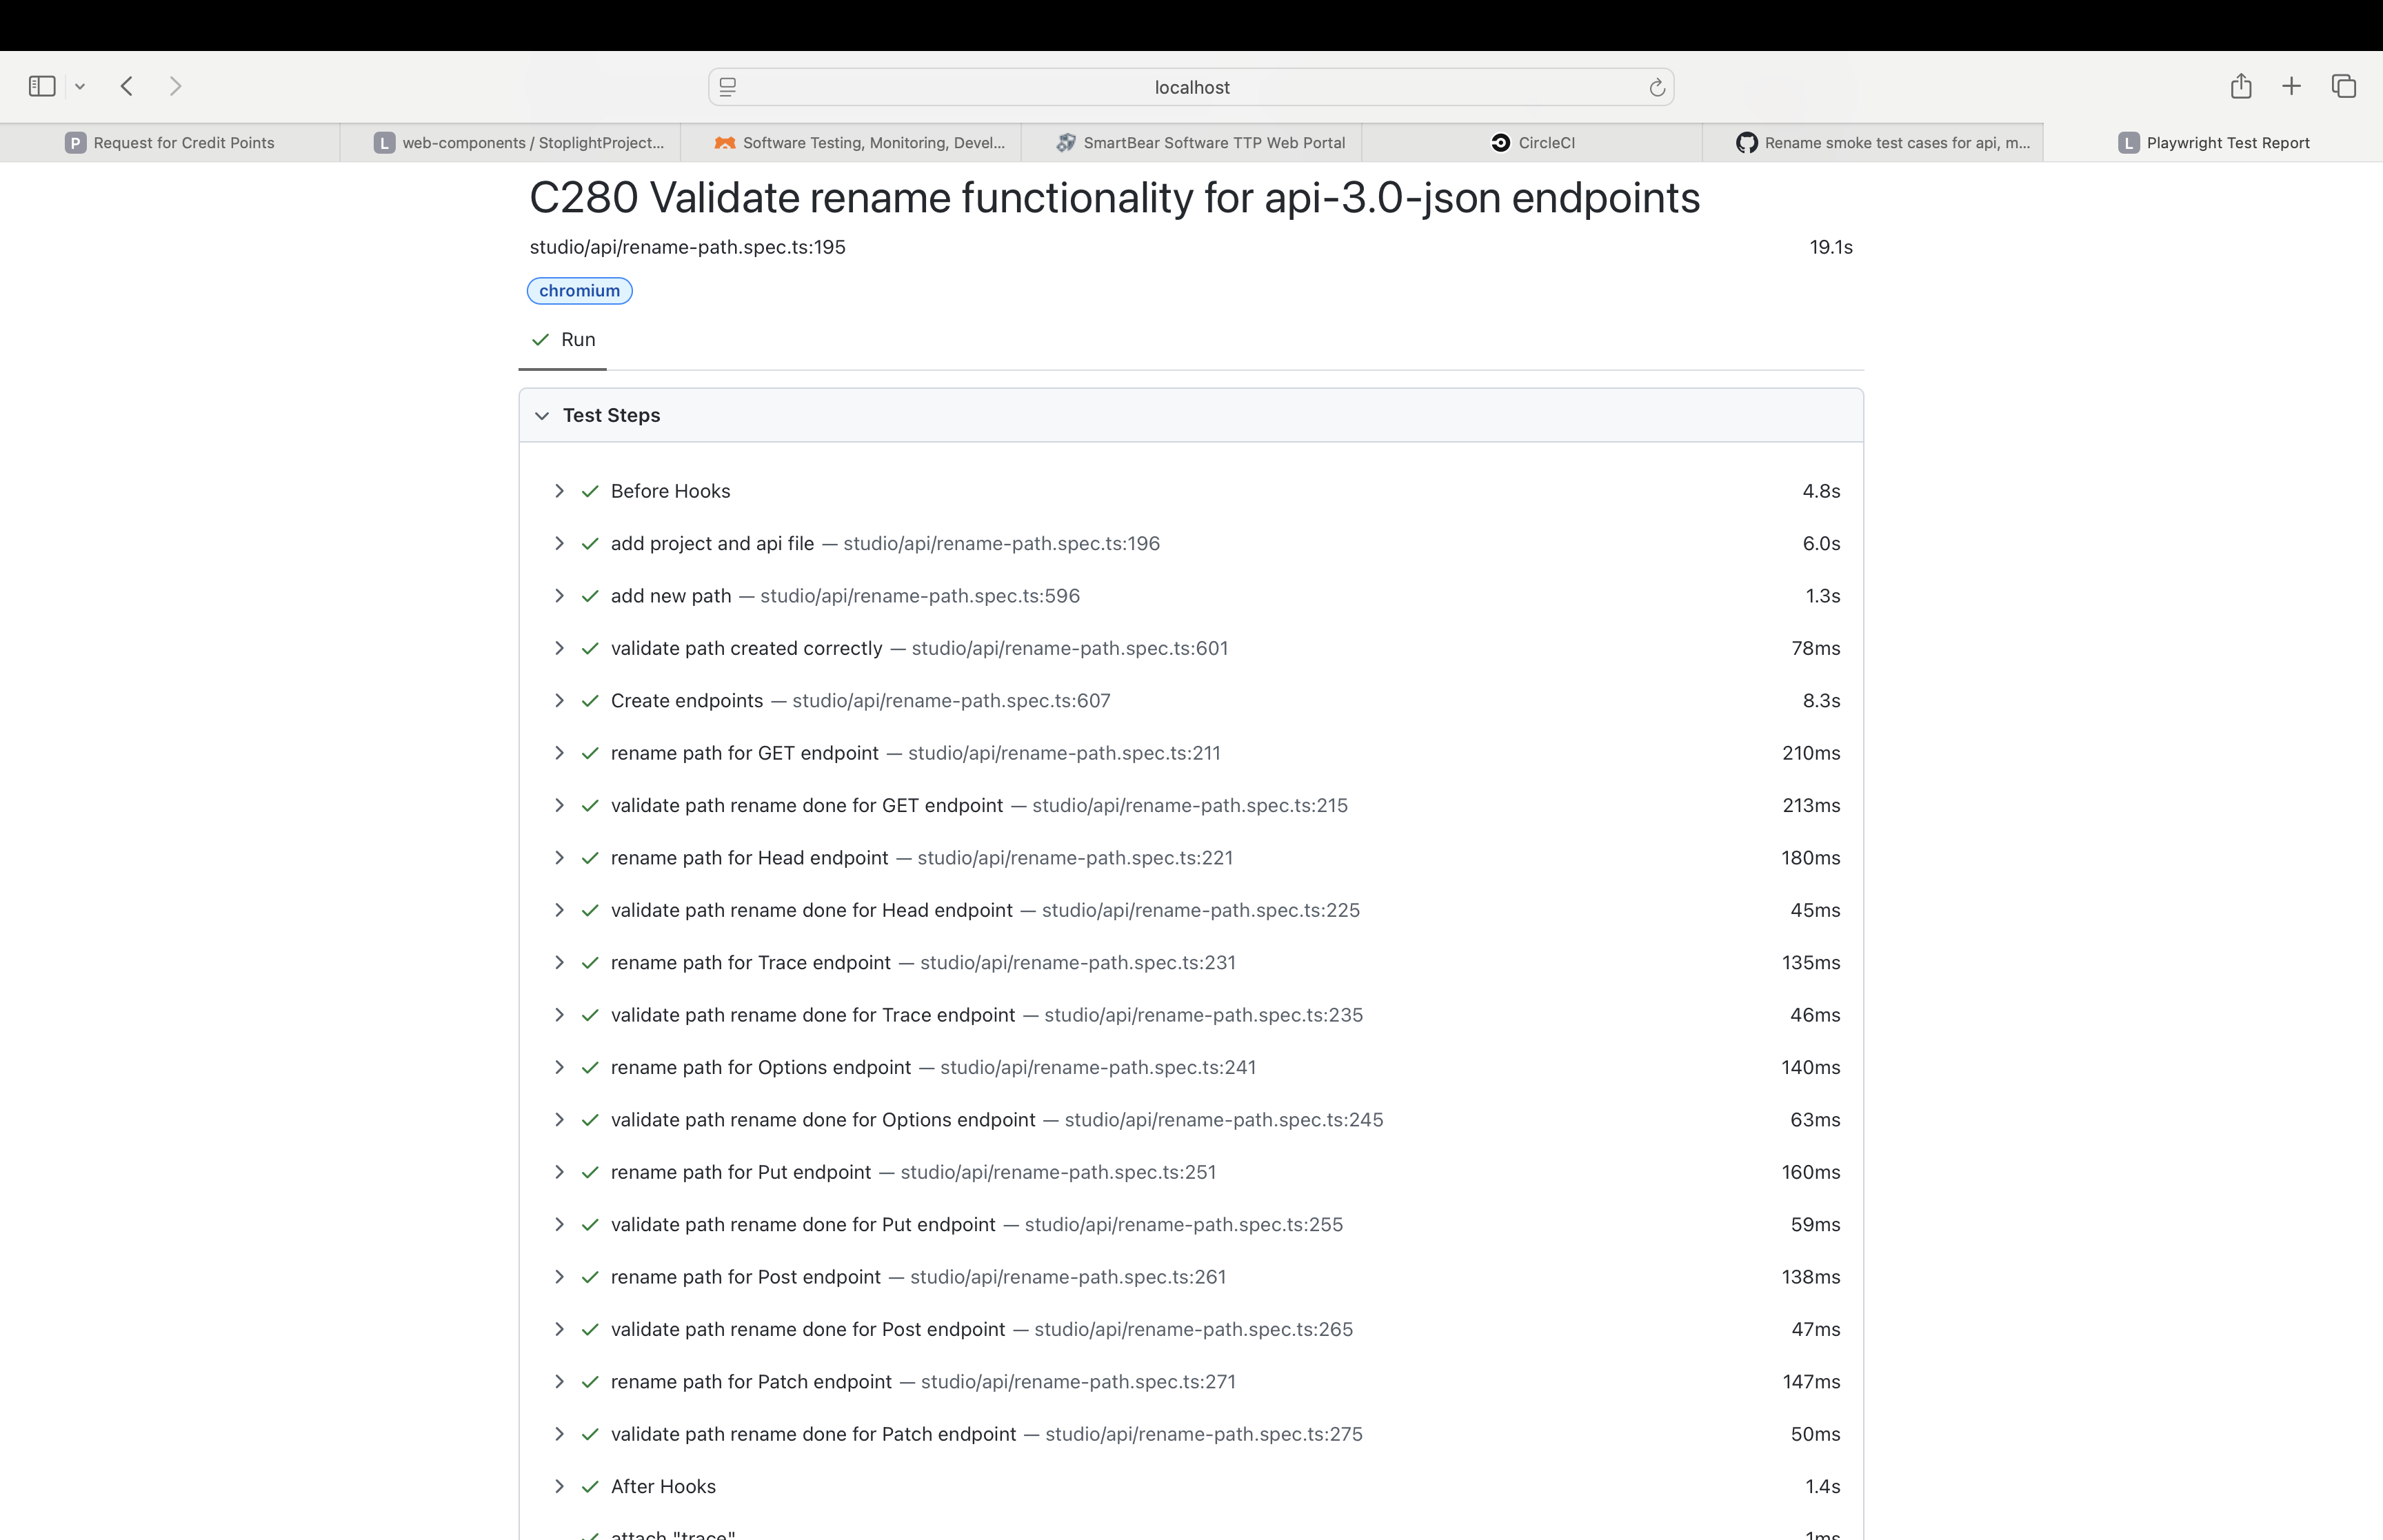 localhost
P Request for Credit Points
L web-components / StoplightProject...
Software Testing, Monitoring, Devel...
SmartBear Software TTP Web Portal
CircleCI
Rename smoke test cases for api, m...
L Playwright Test Report
C280 Validate rename functionality for api-3.0-json endpoints
studio/api/rename-path.spec.ts:195 19.1s
chromium
Run
Test Steps
Before Hooks 4.8s
add project and api file — studio/api/rename-path.spec.ts:196 6.0s
add new path — studio/api/rename-path.spec.ts:596 1.3s
validate path created correctly — studio/api/rename-path.spec.ts:601 78ms
Create endpoints — studio/api/rename-path.spec.ts:607 8.3s
rename path for GET endpoint — studio/api/rename-path.spec.ts:211 210ms
validate path rename done for GET endpoint — studio/api/rename-path.spec.ts:215 213ms
rename path for Head endpoint — studio/api/rename-path.spec.ts:221 180ms
validate path rename done for Head endpoint — studio/api/rename-path.spec.ts:225 45ms
rename path for Trace endpoint — studio/api/rename-path.spec.ts:231 135ms
validate path rename done for Trace endpoint — studio/api/rename-path.spec.ts:235 46ms
rename path for Options endpoint — studio/api/rename-path.spec.ts:241 140ms
validate path rename done for Options endpoint — studio/api/rename-path.spec.ts:245 63ms
rename path for Put endpoint — studio/api/rename-path.spec.ts:251 160ms
validate path rename done for Put endpoint — studio/api/rename-path.spec.ts:255 59ms
rename path for Post endpoint — studio/api/rename-path.spec.ts:261 138ms
validate path rename done for Post endpoint — studio/api/rename-path.spec.ts:265 47ms
rename path for Patch endpoint — studio/api/rename-path.spec.ts:271 147ms
validate path rename done for Patch endpoint — studio/api/rename-path.spec.ts:275 50ms
After Hooks 1.4s
attach "trace" 1ms